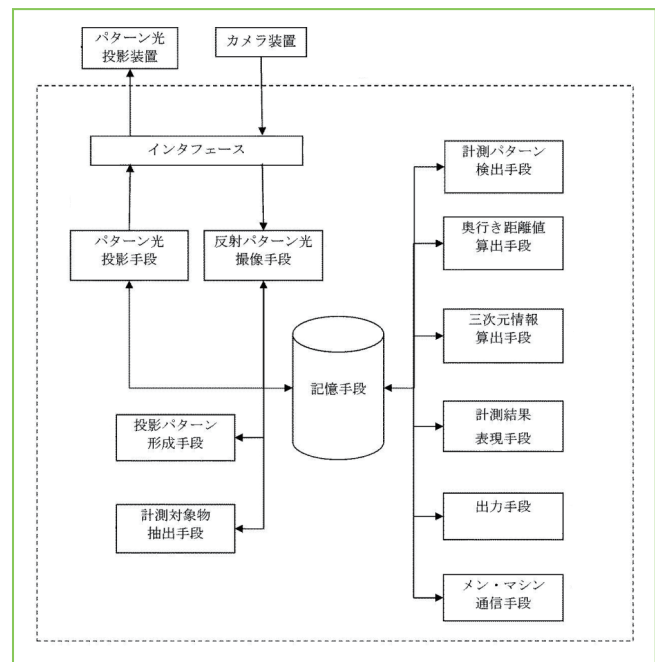 パターン光
投影装置
カメラ装置
インタフェース
パターン光
投影手段
反射パターン光
撮像手段
記憶手段
投影パターン
形成手段
計測対象物
抽出手段
計測パターン
検出手段
奥行き距離値
算出手段
三次元情報
算出手段
計測結果
表現手段
出力手段
メン・マシン
通信手段